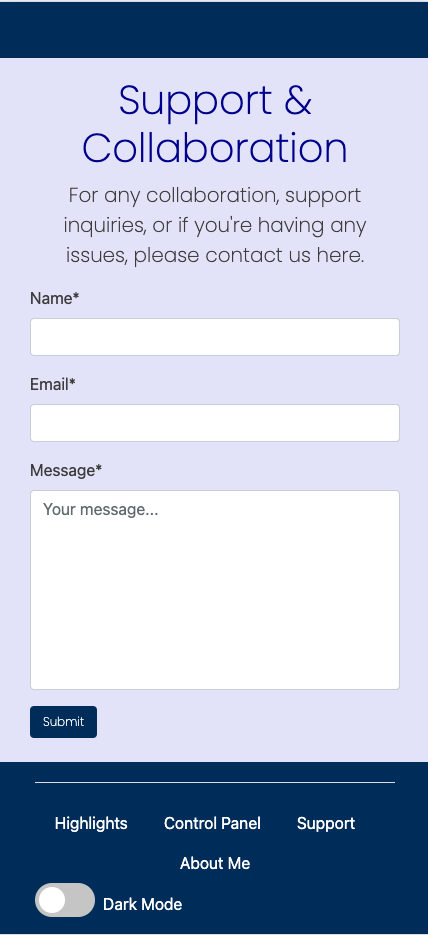 Support &
Collaboration
For any collaboration, support
inquiries, or if you're having any
issues, please contact us here.
Name*
Email*
Message*
Your message...
Submit
Highlights Control Panel Support
About Me
Dark Mode